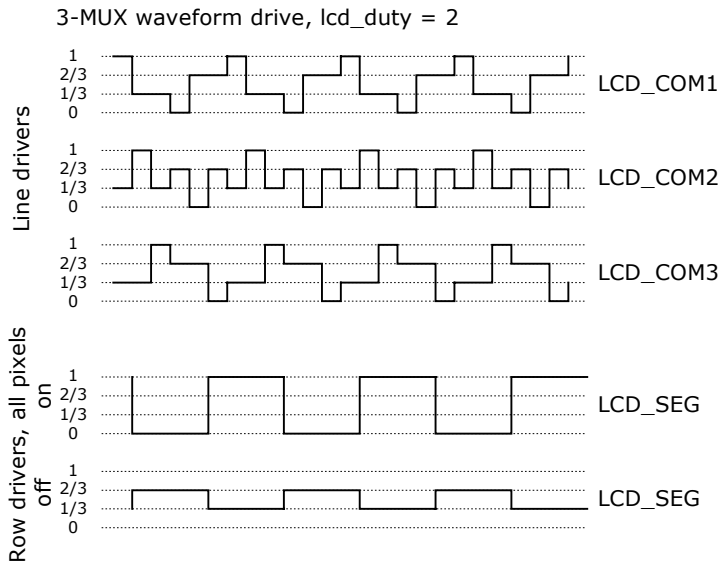 3-MUX waveform drive, lcd_duty = 2
Line drivers
1
2/3
1/3
0
LCD_COM1
1
2/3
1/3
0
LCD_COM2
1
2/3
1/3
0
LCD_COM3
Row drivers, all pixels
on
1
2/3
1/3
0
LCD_SEG
off
1
2/3
1/3
0
LCD_SEG